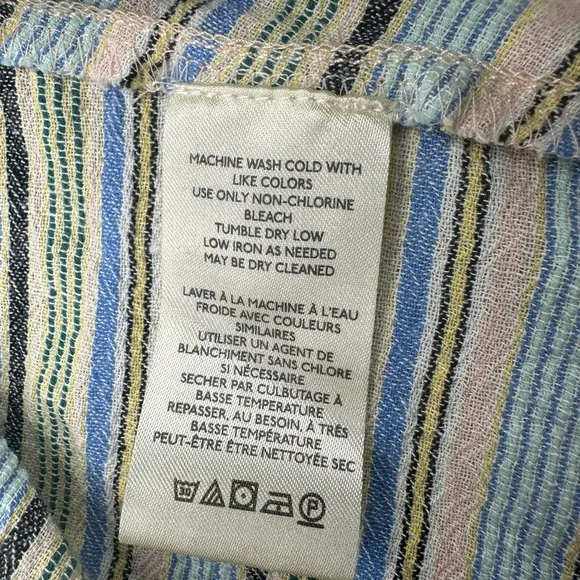 MACHINE WASH COLD WITH
LIKE COLORS
USE ONLY NON-CHLORINE
BLEACH
TUMBLE DRY LOW
LOW IRON AS NEEDED
MAY BE DRY CLEANED
LAVER À LA MACHINE À L'EAU
FROIDE AVEC COULEURS
SIMILAIRES
UTILISER UN AGENT DE
BLANCHIMENT SANS CHLORE
SI NÉCESSAIRE
SECHER PAR CULBUTAGE À
BASSE TEMPERATURE
REPASSER, AU BESOIN, À TRÉS
BASSE TEMPÉRATURE
PEUT-ÊTRE ÊTRE NETTOYÉE SEC
30 P